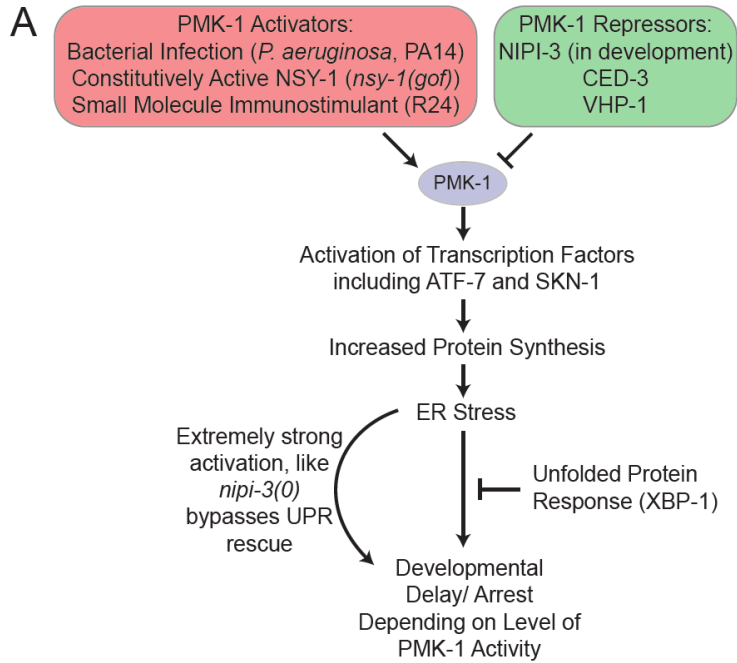 A
PMK-1 Activators:
Bacterial Infection (P. aeruginosa, PA14)
Constitutively Active NSY-1 (nsy-1(gof))
Small Molecule Immunostimulant (R24)
PMK-1 Repressors:
NIPI-3 (in development)
CED-3
VHP-1
PMK-1
Activation of Transcription Factors
including ATF-7 and SKN-1
Increased Protein Synthesis
ER Stress
Extremely strong
activation, like
nipi-3(0)
bypasses UPR
rescue
Unfolded Protein
Response (XBP-1)
Developmental
Delay/ Arrest
Depending on Level of
PMK-1 Activity